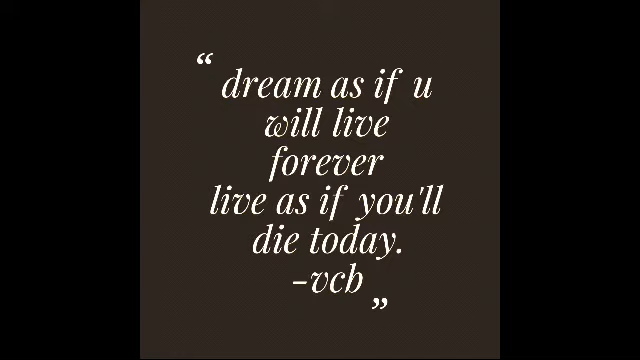 “
dream as if u
will live
forever
live as if you'll
die today.
-vcb
”